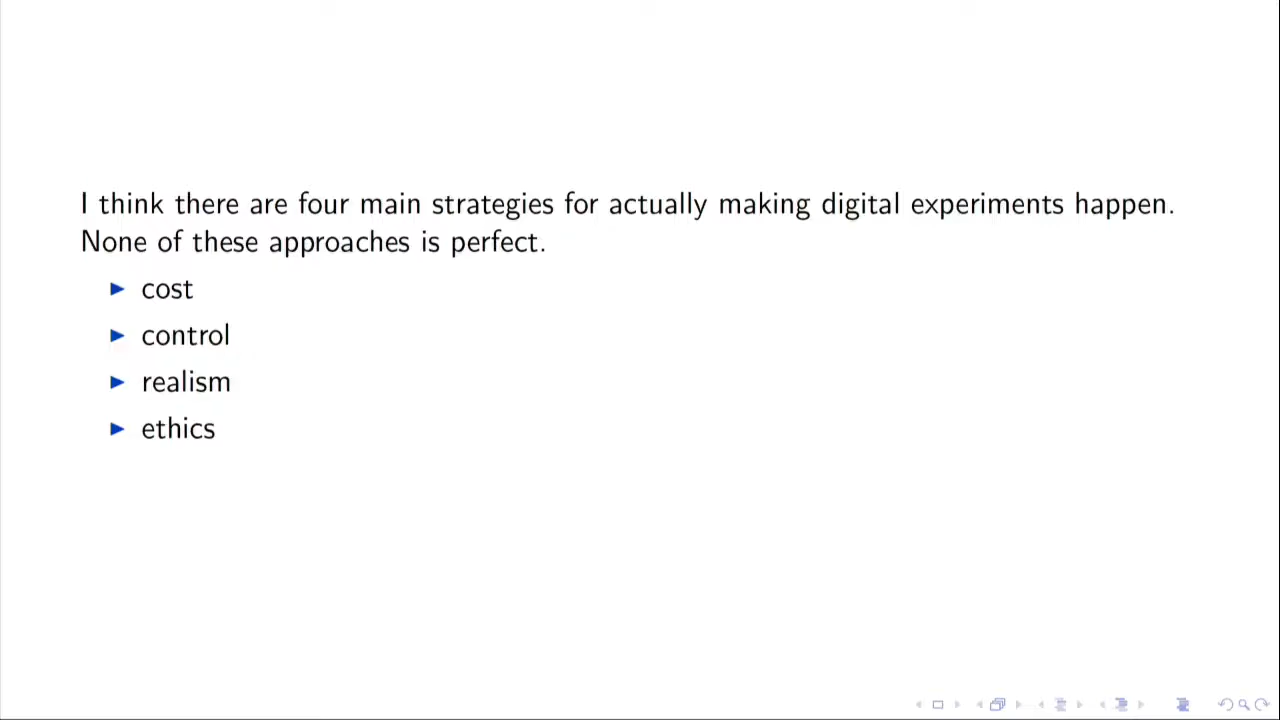 I think there are four main strategies for actually making digital experiments happen.
None of these approaches is perfect.
cost
control
realism
ethics